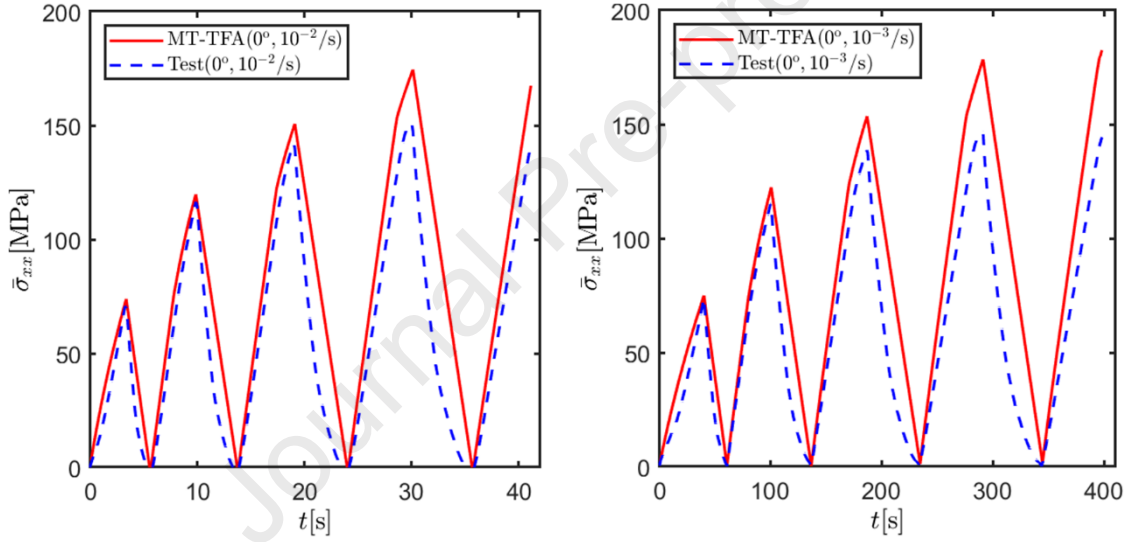 200
150
100
50
0
σ̄xx[MPa]
MT-TFA(0°, 10⁻²/s)
Test(0°, 10⁻²/s)
0 10 20 30 40
t[s]
200
150
100
50
0
σ̄xx[MPa]
MT-TFA(0°, 10⁻³/s)
Test(0°, 10⁻³/s)
0 100 200 300 400
t[s]
Journal Pre-pro